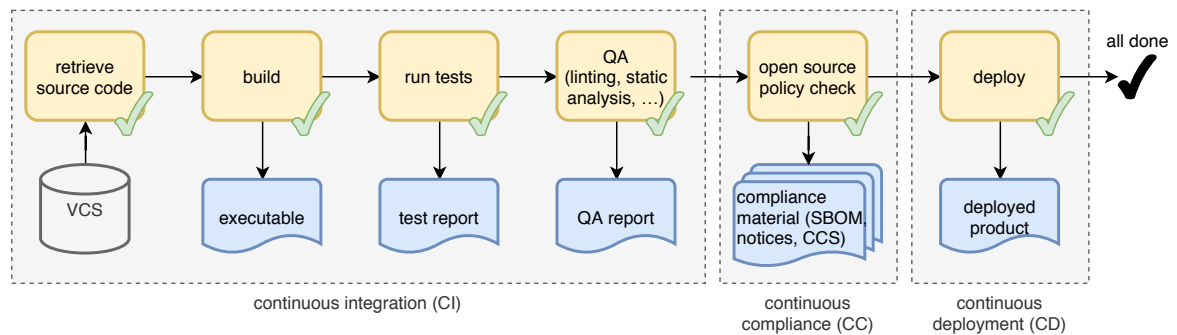 retrieve
source code
build
run tests
QA
(linting, static
analysis, …)
open source
policy check
deploy
all done
VCS
executable
test report
QA report
compliance
material (SBOM,
notices, CCS)
deployed
product
continuous integration (CI)
continuous
compliance (CC)
continuous
deployment (CD)